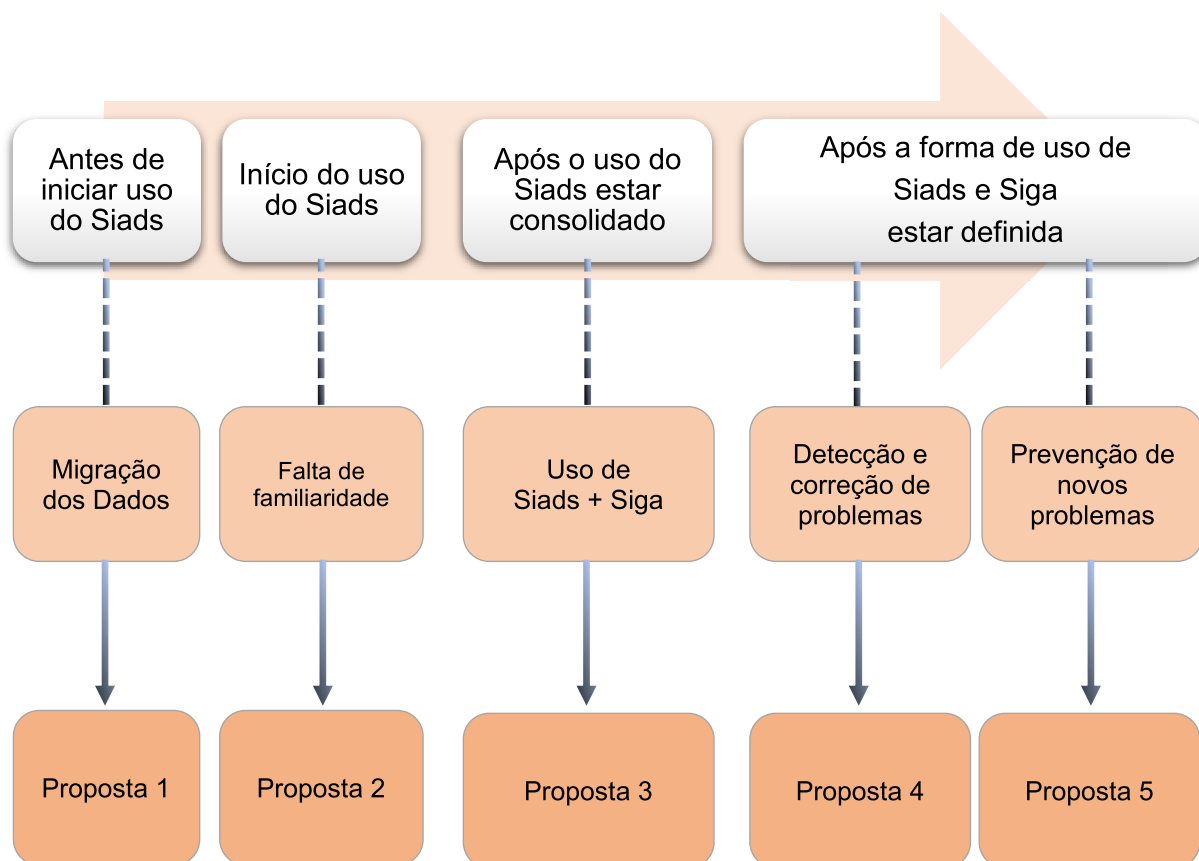 Antes de
iniciar uso
do Siads
Início do uso
do Siads
Após o uso do
Siads estar
consolidado
Após a forma de uso de
Siads e Siga
estar definida
Migração
dos Dados
Falta de
familiaridade
Uso de
Siads + Siga
Detecção e
correção de
problemas
Prevenção de
novos
problemas
Proposta 1
Proposta 2
Proposta 3
Proposta 4
Proposta 5